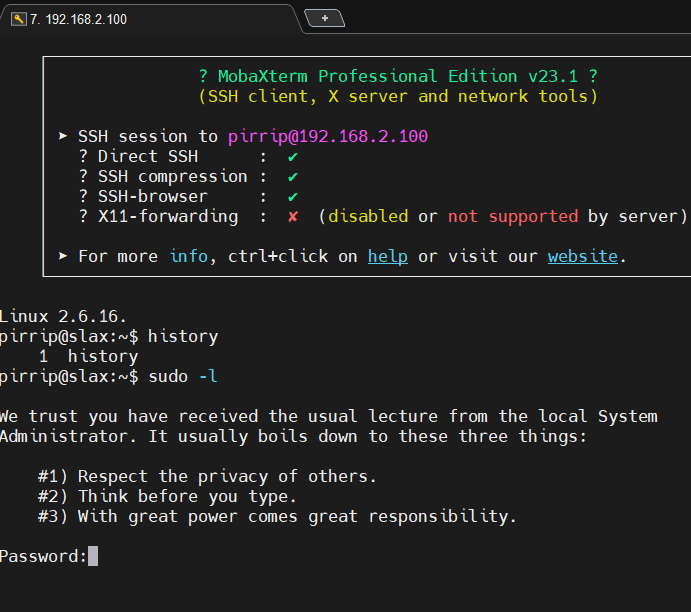 7. 192.168.2.100
+
? MobaXterm Professional Edition v23.1 ?
(SSH client, X server and network tools)
➤ SSH session to pirrip@192.168.2.100
? Direct SSH : ✔
? SSH compression : ✔
? SSH-browser : ✔
? X11-forwarding : ✘ (disabled or not supported by server)
➤ For more info, ctrl+click on help or visit our website.
Linux 2.6.16.
pirrip@slax:~$ history
1 history
pirrip@slax:~$ sudo -l
We trust you have received the usual lecture from the local System
Administrator. It usually boils down to these three things:
#1) Respect the privacy of others.
#2) Think before you type.
#3) With great power comes great responsibility.
Password: